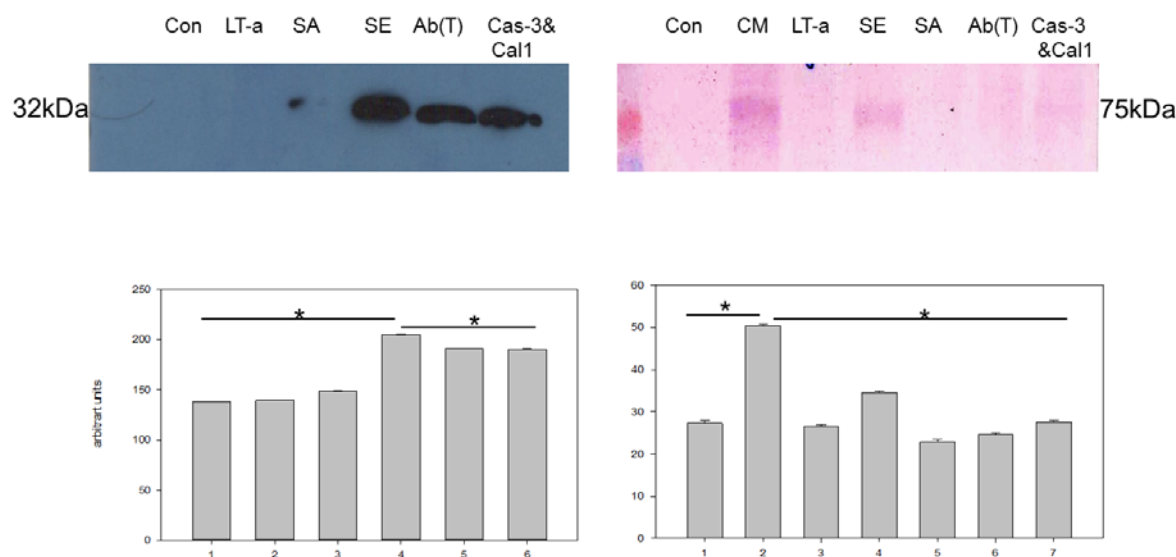 Con LT-a SA SE Ab(T) Cas-3&
Cal1
32kDa
Con CM LT-a SE SA Ab(T) Cas-3
&Cal1
75kDa
250
200
150
100
50
0
arbitrart units
* *
1 2 3 4 5 6
60
50
40
30
20
10
0
* *
1 2 3 4 5 6 7